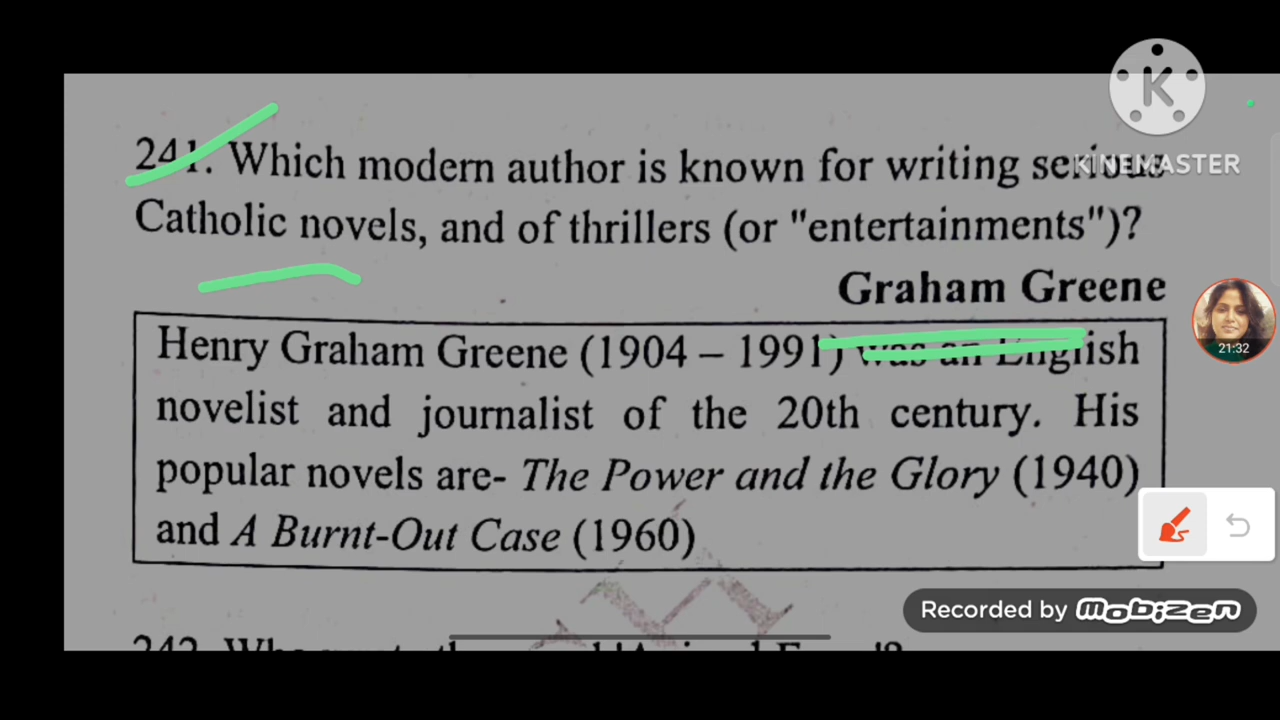 K
KINEMASTER
241. Which modern author is known for writing serious
Catholic novels, and of thrillers (or "entertainments")?
Graham Greene
Henry Graham Greene (1904 – 1991) was an English
novelist and journalist of the 20th century. His
popular novels are- The Power and the Glory (1940)
and A Burnt-Out Case (1960)
21:32
Recorded by mobizen